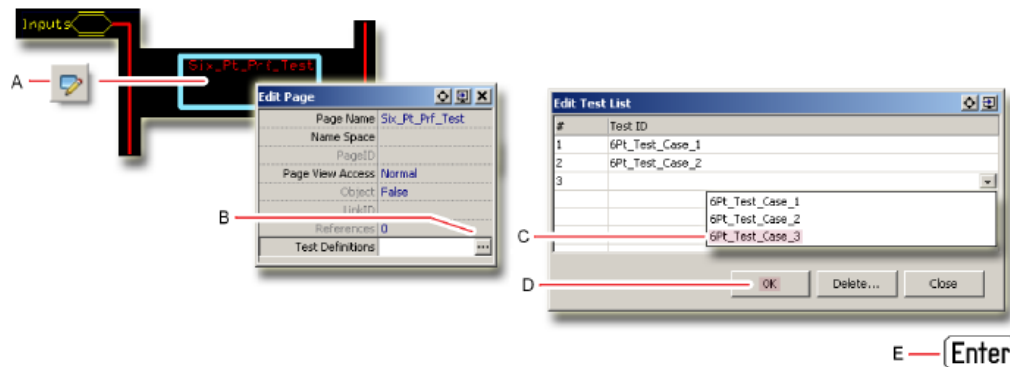 Inputs
A
Six_Pt_Prf_Test
Edit Page
Page Name Six_Pt_Prf_Test
Name Space
PageID
Page View Access Normal
Object False
LinkID
References 0
Test Definitions ...
B
Edit Test List
# Test ID
1 6Pt_Test_Case_1
2 6Pt_Test_Case_2
3
6Pt_Test_Case_1
6Pt_Test_Case_2
6Pt_Test_Case_3
C
D
OK Delete... Close
E
Enter